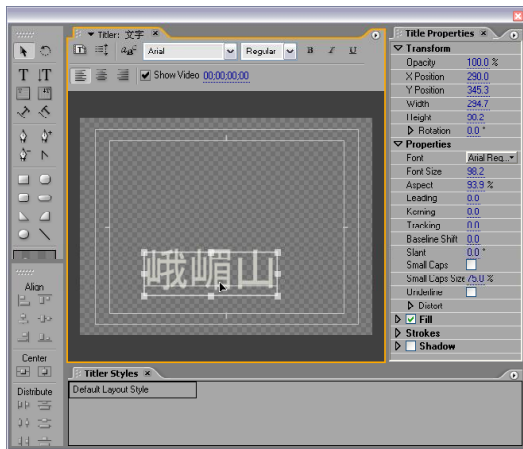 Titler: 文字
Arial
Regular
B I U
Show Video 00:00:00:00
峨嵋山
Title Properties
Transform
Opacity 100.0 %
X Position 290.0
Y Position 345.3
Width 294.7
Height 90.2
Rotation 0.0 °
Properties
Font Arial Reg...
Font Size 98.2
Aspect 93.9 %
Leading 0.0
Kerning 0.0
Tracking 0.0
Baseline Shift 0.0
Slant 0.0 °
Small Caps
Small Caps Size 75.0 %
Underline
Distort
Fill
Strokes
Shadow
Align
Center
Distribute
Titler Styles
Default Layout Style